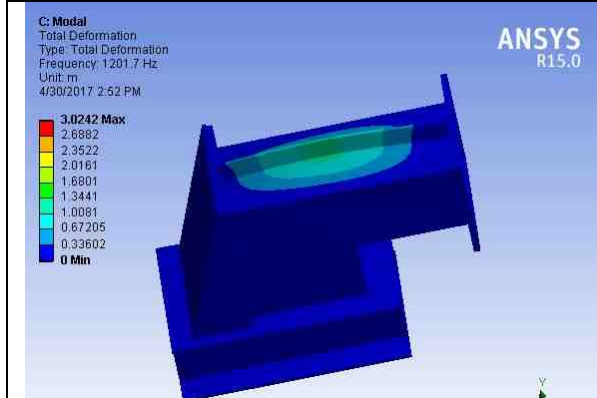 C: Modal
Total Deformation
Type: Total Deformation
Frequency: 1201.7 Hz
Unit: m
4/30/2017 2:52 PM
3.0242 Max
2.6882
2.3522
2.0161
1.6801
1.3441
1.0081
0.67205
0.33602
0 Min
ANSYS
R15.0
Y